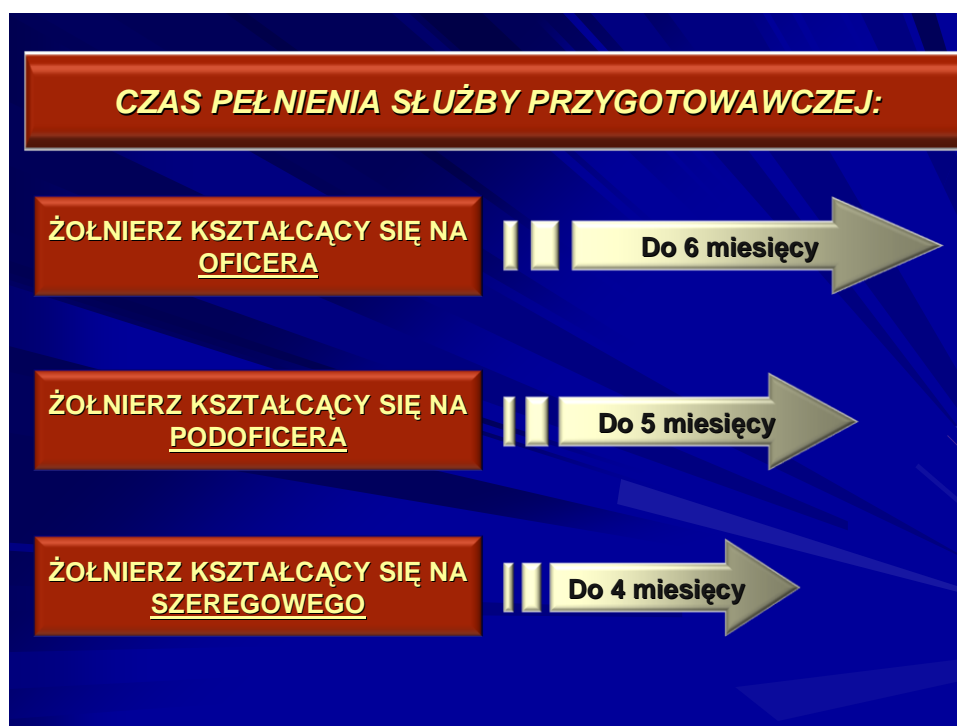 CZAS PEŁNIENIA SŁUŻBY PRZYGOTOWAWCZEJ:
ŻOŁNIERZ KSZTAŁCĄCY SIĘ NA
OFICERA
Do 6 miesięcy
ŻOŁNIERZ KSZTAŁCĄCY SIĘ NA
PODOFICERA
Do 5 miesięcy
ŻOŁNIERZ KSZTAŁCĄCY SIĘ NA
SZEREGOWEGO
Do 4 miesięcy